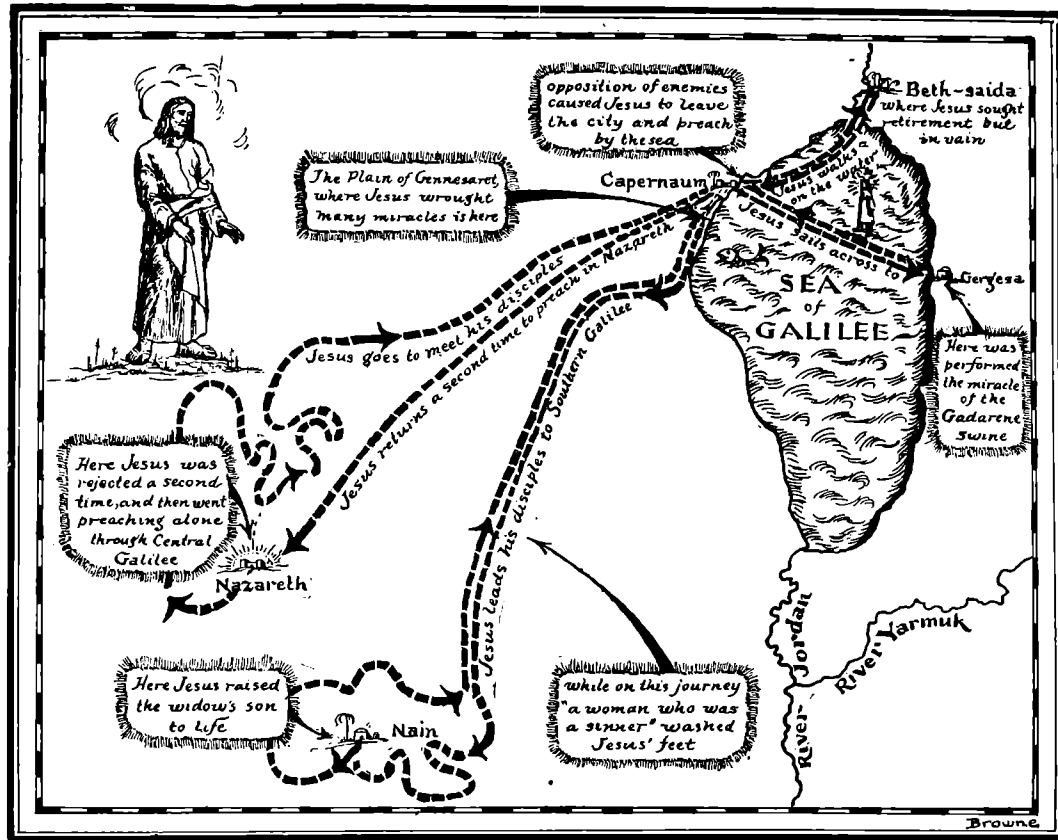 opposition of enemies
caused Jesus to leave
the city and preach
by the sea
Beth-saida
where Jesus sought
retirement but
in vain
The Plain of Gennesaret,
where Jesus wrought
many miracles is here
Capernaum
Jesus walks
on the water
Jesus sails across to
Gergesa
SEA
of
GALILEE
Here was
performed
the miracle
of the
Gadarene
swine
Jesus goes to meet his disciples
Jesus returns a second time to preach in Nazareth
Jesus leads his disciples to Southern Galilee
Here Jesus was
rejected a second
time, and then went
preaching alone
through Central
Galilee
Nazareth
Here Jesus raised
the widow's son
to life
Nain
while on this journey
"a woman who was
a sinner" washed
Jesus' feet
River-Jordan
River Yarmuk
Browne